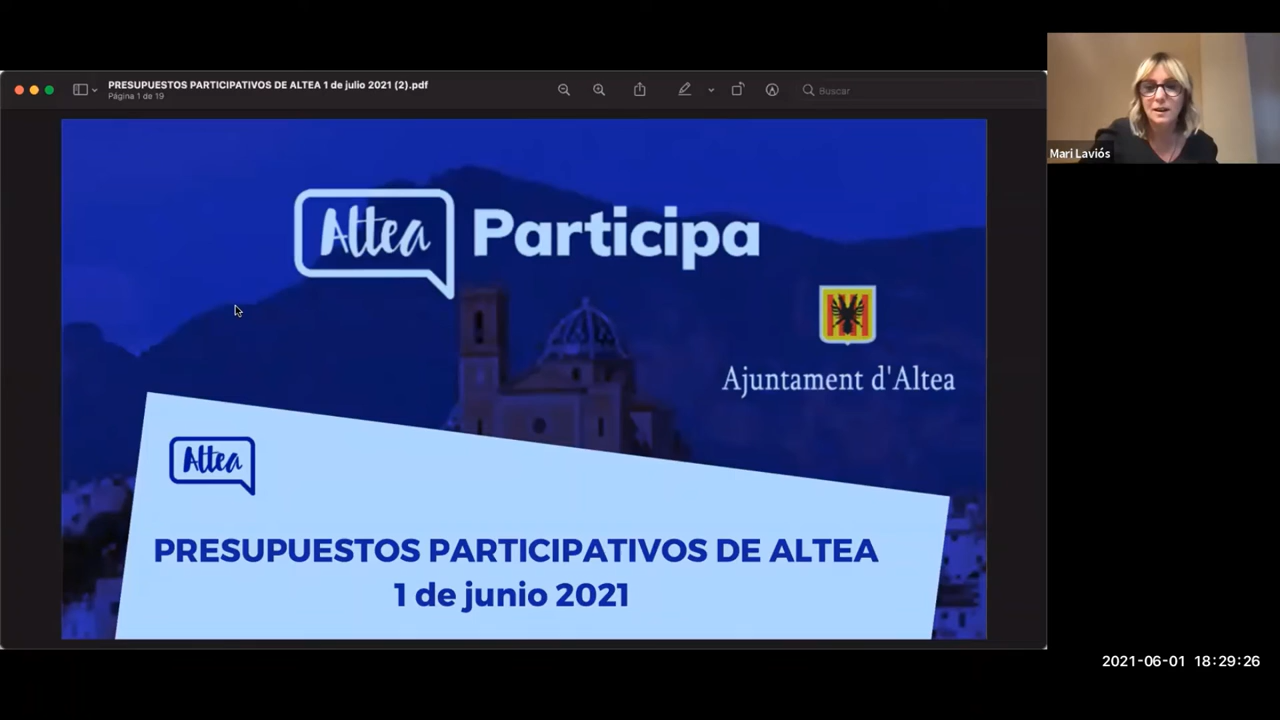 PRESUPUESTOS PARTICIPATIVOS DE ALTEA 1 de julio 2021 (2).pdf
Página 1 de 19
Buscar
Mari Laviós
Altea Participa
Ajuntament d'Altea
Altea
PRESUPUESTOS PARTICIPATIVOS DE ALTEA
1 de junio 2021
2021-06-01 18:29:26